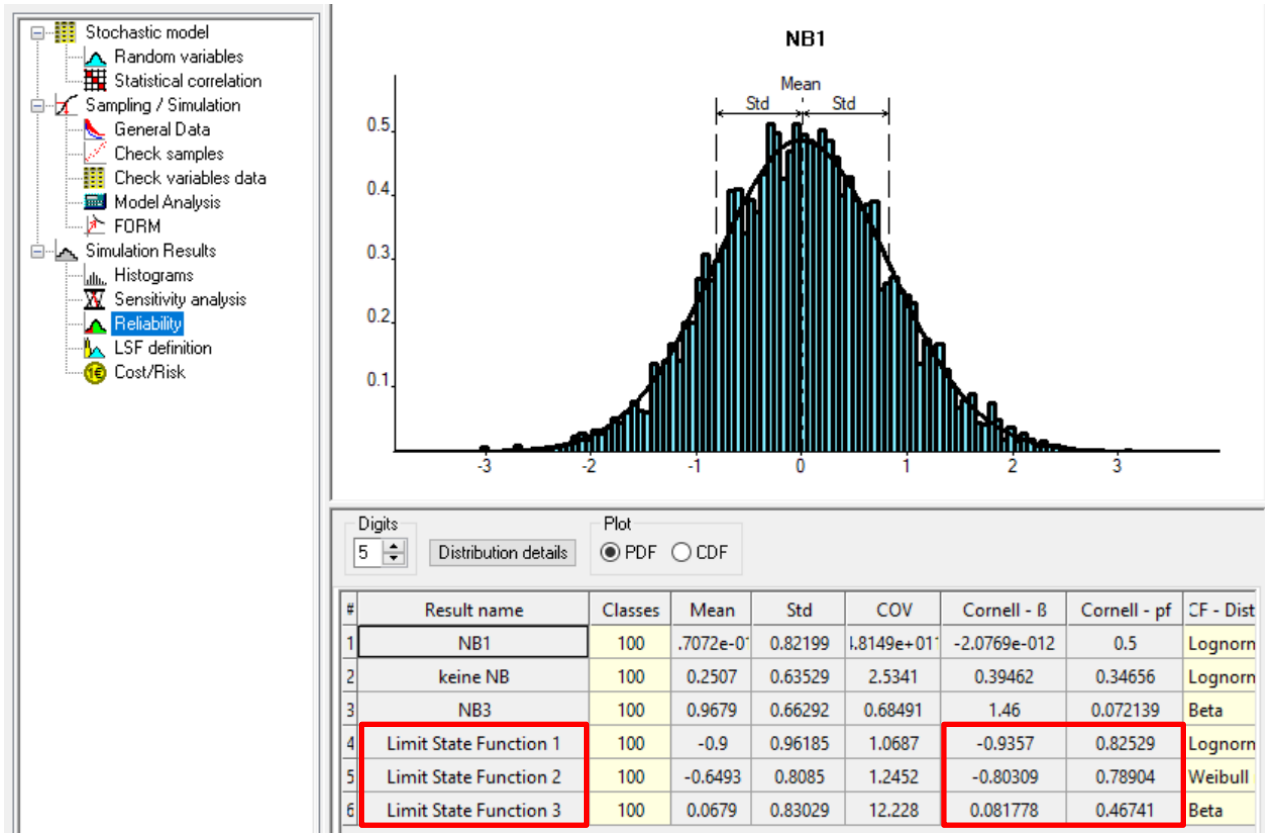 Stochastic model
Random variables
Statistical correlation
Sampling / Simulation
General Data
Check samples
Check variables data
Model Analysis
FORM
Simulation Results
Histograms
Sensitivity analysis
Reliability
LSF definition
Cost/Risk
NB1
Mean
Std Std
0.5
0.4
0.3
0.2
0.1
-3 -2 -1 0 1 2 3
Digits Plot
5 Distribution details PDF CDF
# Result name Classes Mean Std COV Cornell - ß Cornell - pf CF - Dist
1 NB1 100 .7072e-0 0.82199 4.8149e+01 -2.0769e-012 0.5 Lognorn
2 keine NB 100 0.2507 0.63529 2.5341 0.39462 0.34656 Lognorn
3 NB3 100 0.9679 0.66292 0.68491 1.46 0.072139 Beta
4 Limit State Function 1 100 -0.9 0.96185 1.0687 -0.9357 0.82529 Lognorn
5 Limit State Function 2 100 -0.6493 0.8085 1.2452 -0.80309 0.78904 Weibull
6 Limit State Function 3 100 0.0679 0.83029 12.228 0.081778 0.46741 Beta